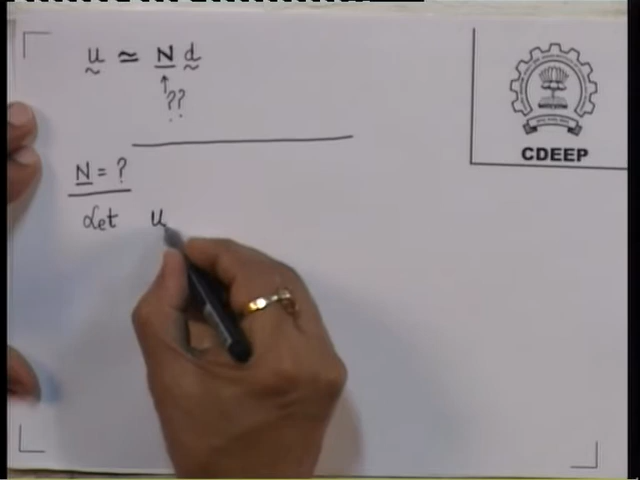 u ≃ N d
↑
??
N = ?
Let u
CDEEP